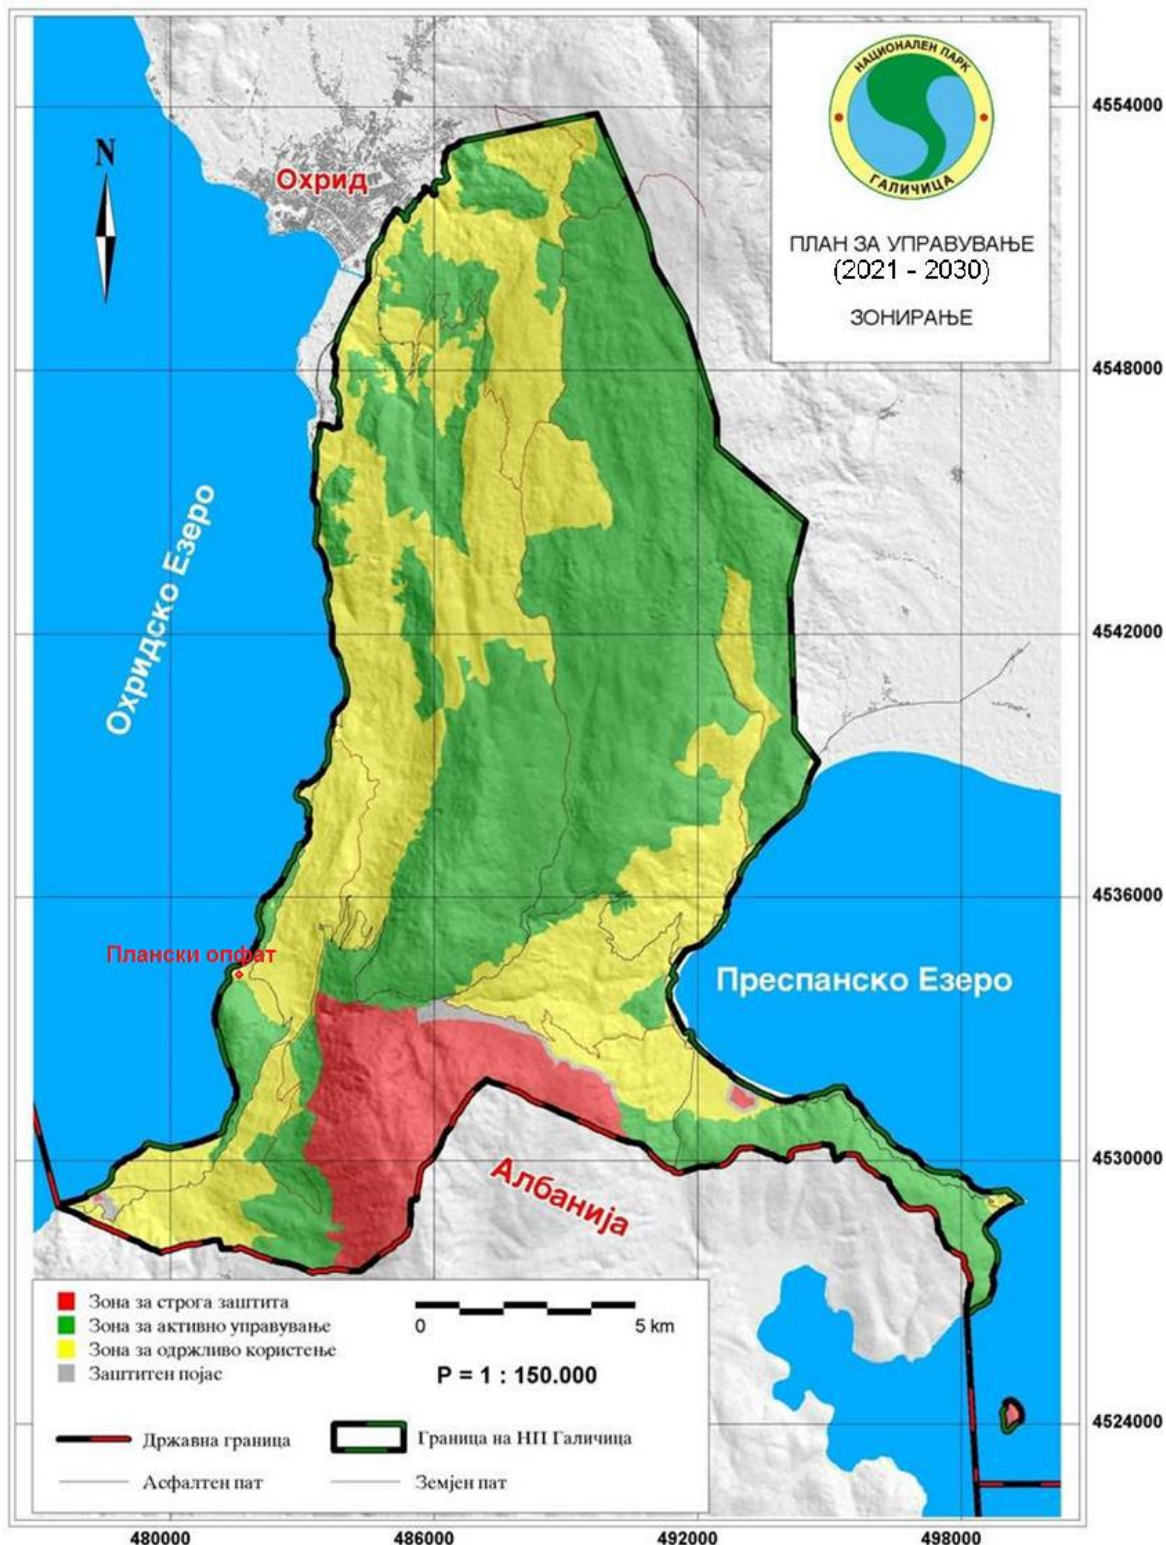 НАЦИОНАЛЕН ПАРК
ГАЛИЧИЦА
ПЛАН ЗА УПРАВУВАЊЕ
(2021 - 2030)
ЗОНИРАЊЕ
N
Охрид
4554000
4548000
4542000
4536000
4530000
4524000
Охридско Езеро
Плански опфат
Преспанско Езеро
Албанија
Зона за строга заштита
Зона за активно управување
Зона за одржливо користење
Заштитен појас
0 5 km
Р = 1 : 150.000
Државна граница
Граница на НП Галичица
Асфалтен пат
Земјен пат
480000 486000 492000 498000